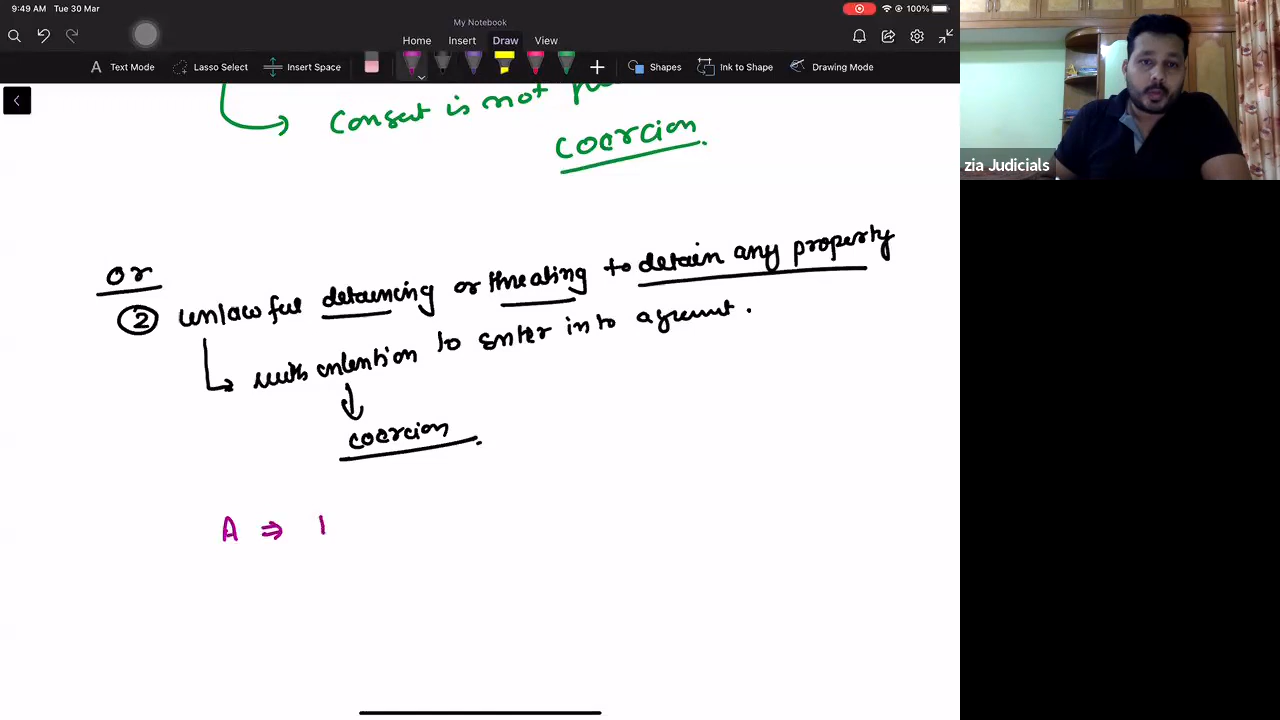 9:49 AM Tue 30 Mar
100%
My Notebook
Home Insert Draw View
Text Mode Lasso Select Insert Space Shapes Ink to Shape Drawing Mode
Consent is not
coercion.
zia Judicials
or
② unlawful detaincing or threating to detain any property
with intention to enter into agreement.
coercion.
A ⇒ I